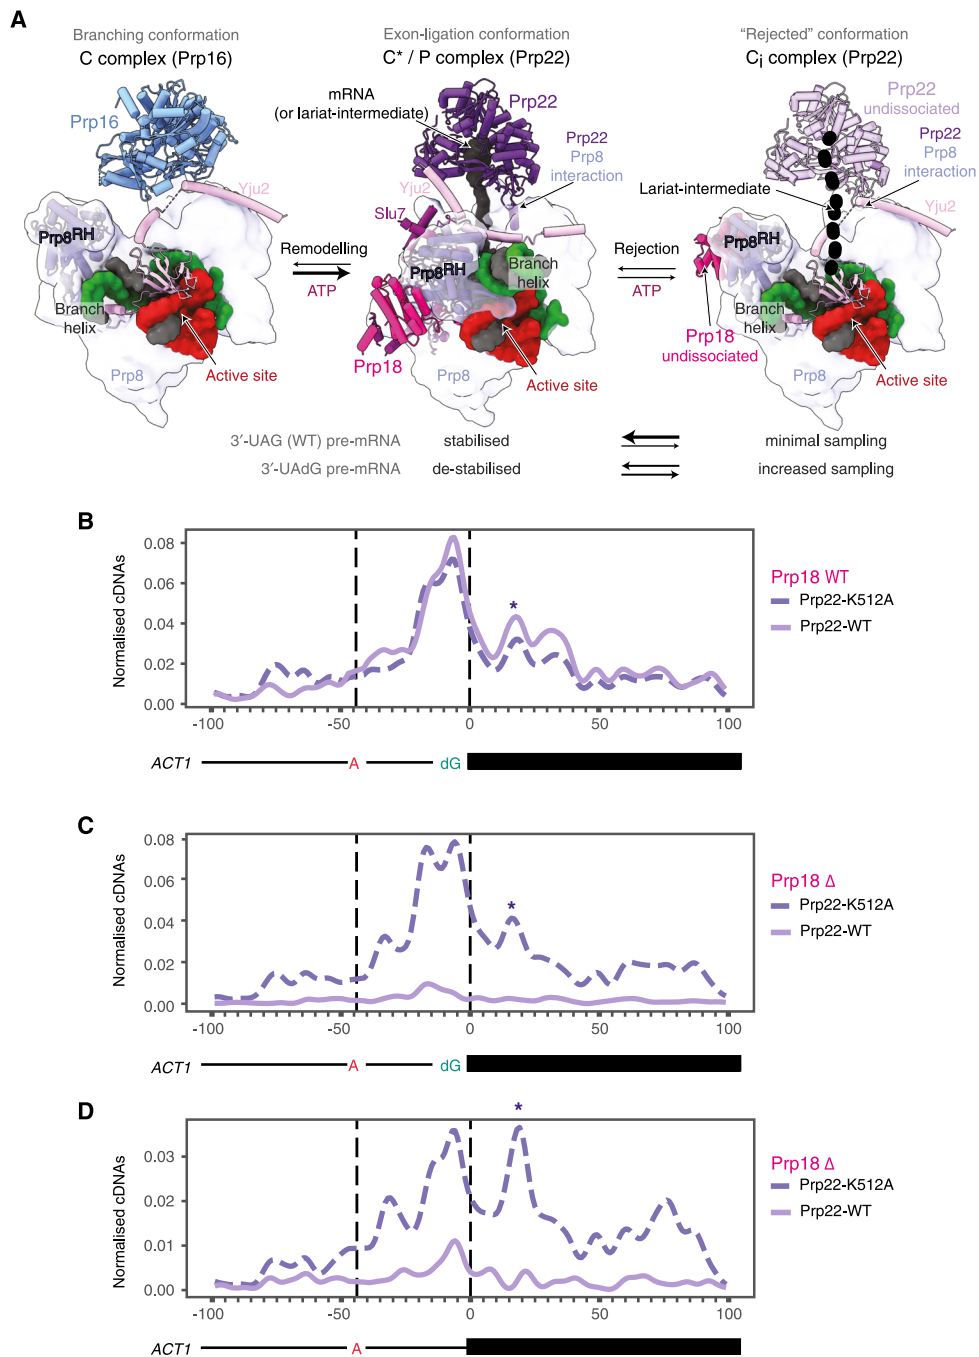 A
Branching conformation
C complex (Prp16)
Exon-ligation conformation
C* / P complex (Prp22)
"Rejected" conformation
Ci complex (Prp22)
Prp16
Yju2
Prp8RH
Branch
helix
Active site
Prp8
Remodelling
ATP
mRNA
(or lariat-intermediate)
Prp22
Prp22
Prp8
interaction
Yju2
Slu7
Prp8RH
Branch
helix
Prp18
Prp8
Active site
Rejection
ATP
Prp22
undissociated
Prp22
Prp8
interaction
Lariat-intermediate
Yju2
Prp8RH
Branch
helix
Prp18
undissociated
Prp8
Active site
3′-UAG (WT) pre-mRNA stabilised minimal sampling
3′-UAdG pre-mRNA de-stabilised increased sampling
B
Normalised cDNAs
0.08
0.06
0.04
0.02
0.00
*
-100 -50 0 50 100
Prp18 WT
Prp22-K512A
Prp22-WT
ACT1 A dG
C
Normalised cDNAs
0.08
0.06
0.04
0.02
0.00
*
-100 -50 0 50 100
Prp18 Δ
Prp22-K512A
Prp22-WT
ACT1 A dG
D
Normalised cDNAs
0.03
0.02
0.01
0.00
*
-100 -50 0 50 100
Prp18 Δ
Prp22-K512A
Prp22-WT
ACT1 A